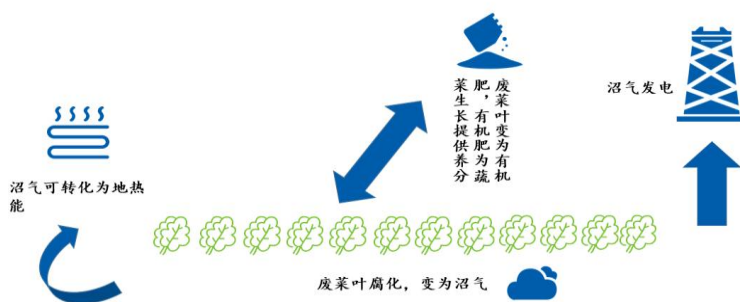 废菜叶变为有机
肥，有机肥为蔬
菜生长提供养分
沼气发电
沼气可转化为地热
能
废菜叶腐化，变为沼气